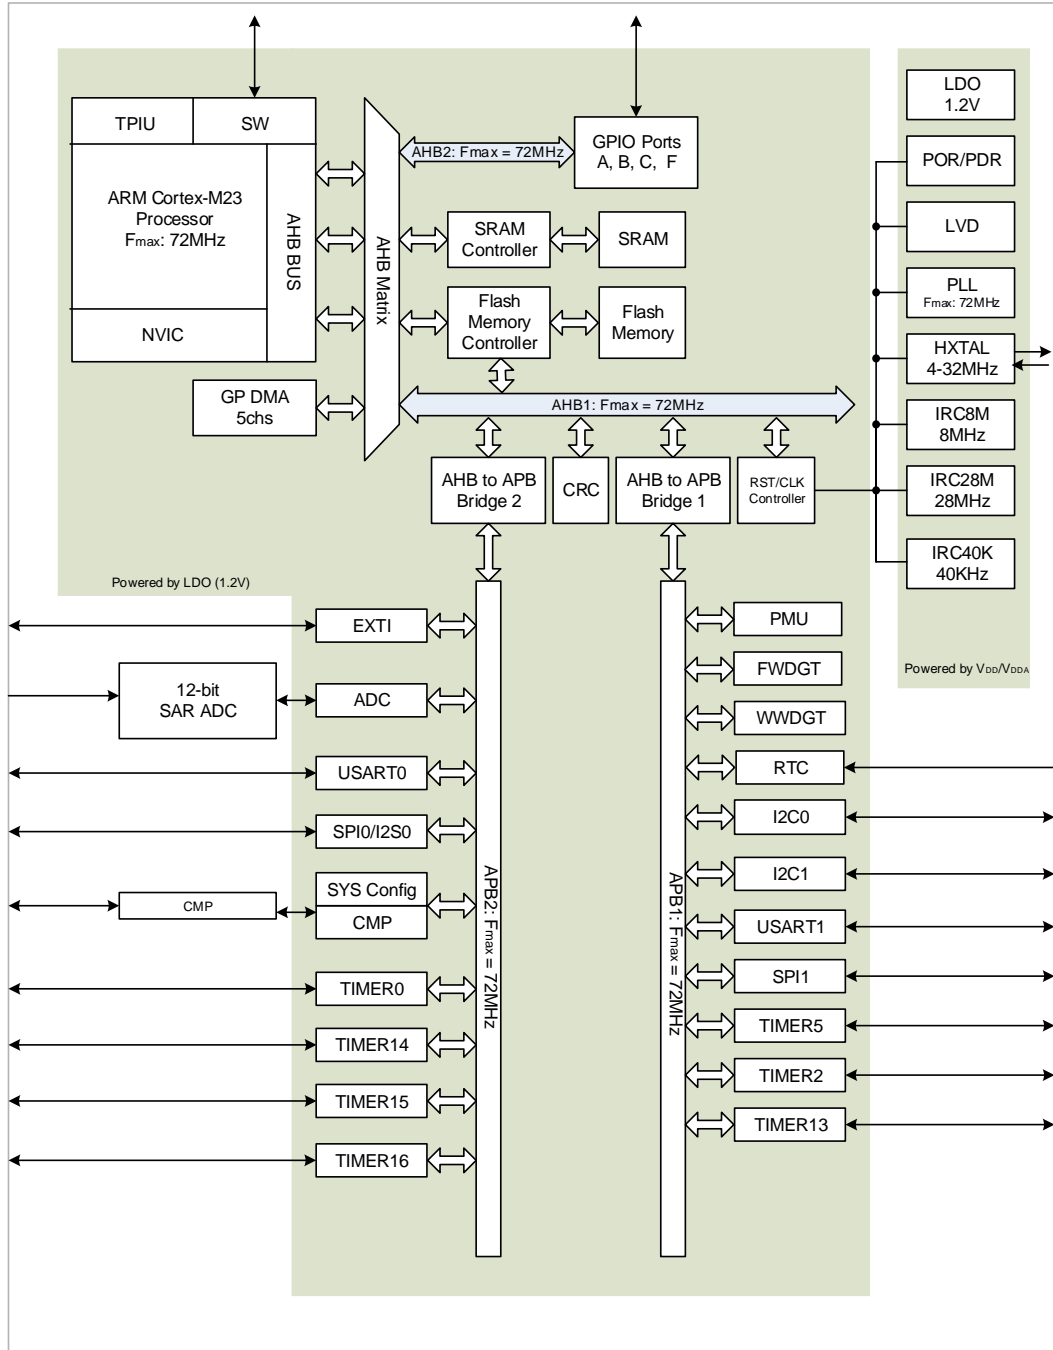 TPIU
SW
ARM Cortex-M23
Processor
Fmax: 72MHz
NVIC
AHB BUS
GP DMA
5chs
AHB Matrix
AHB2: Fmax = 72MHz
GPIO Ports
A, B, C, F
SRAM
Controller
SRAM
Flash
Memory
Controller
Flash
Memory
AHB1: Fmax = 72MHz
AHB to APB
Bridge 2
CRC
AHB to APB
Bridge 1
RST/CLK
Controller
Powered by LDO (1.2V)
LDO
1.2V
POR/PDR
LVD
PLL
Fmax: 72MHz
HXTAL
4-32MHz
IRC8M
8MHz
IRC28M
28MHz
IRC40K
40KHz
Powered by VDD/VDDA
EXTI
12-bit
SAR ADC
ADC
USART0
SPI0/I2S0
SYS Config
CMP
CMP
TIMER0
TIMER14
TIMER15
TIMER16
APB2: Fmax = 72MHz
APB1: Fmax = 72MHz
PMU
FWDGT
WWDGT
RTC
I2C0
I2C1
USART1
SPI1
TIMER5
TIMER2
TIMER13